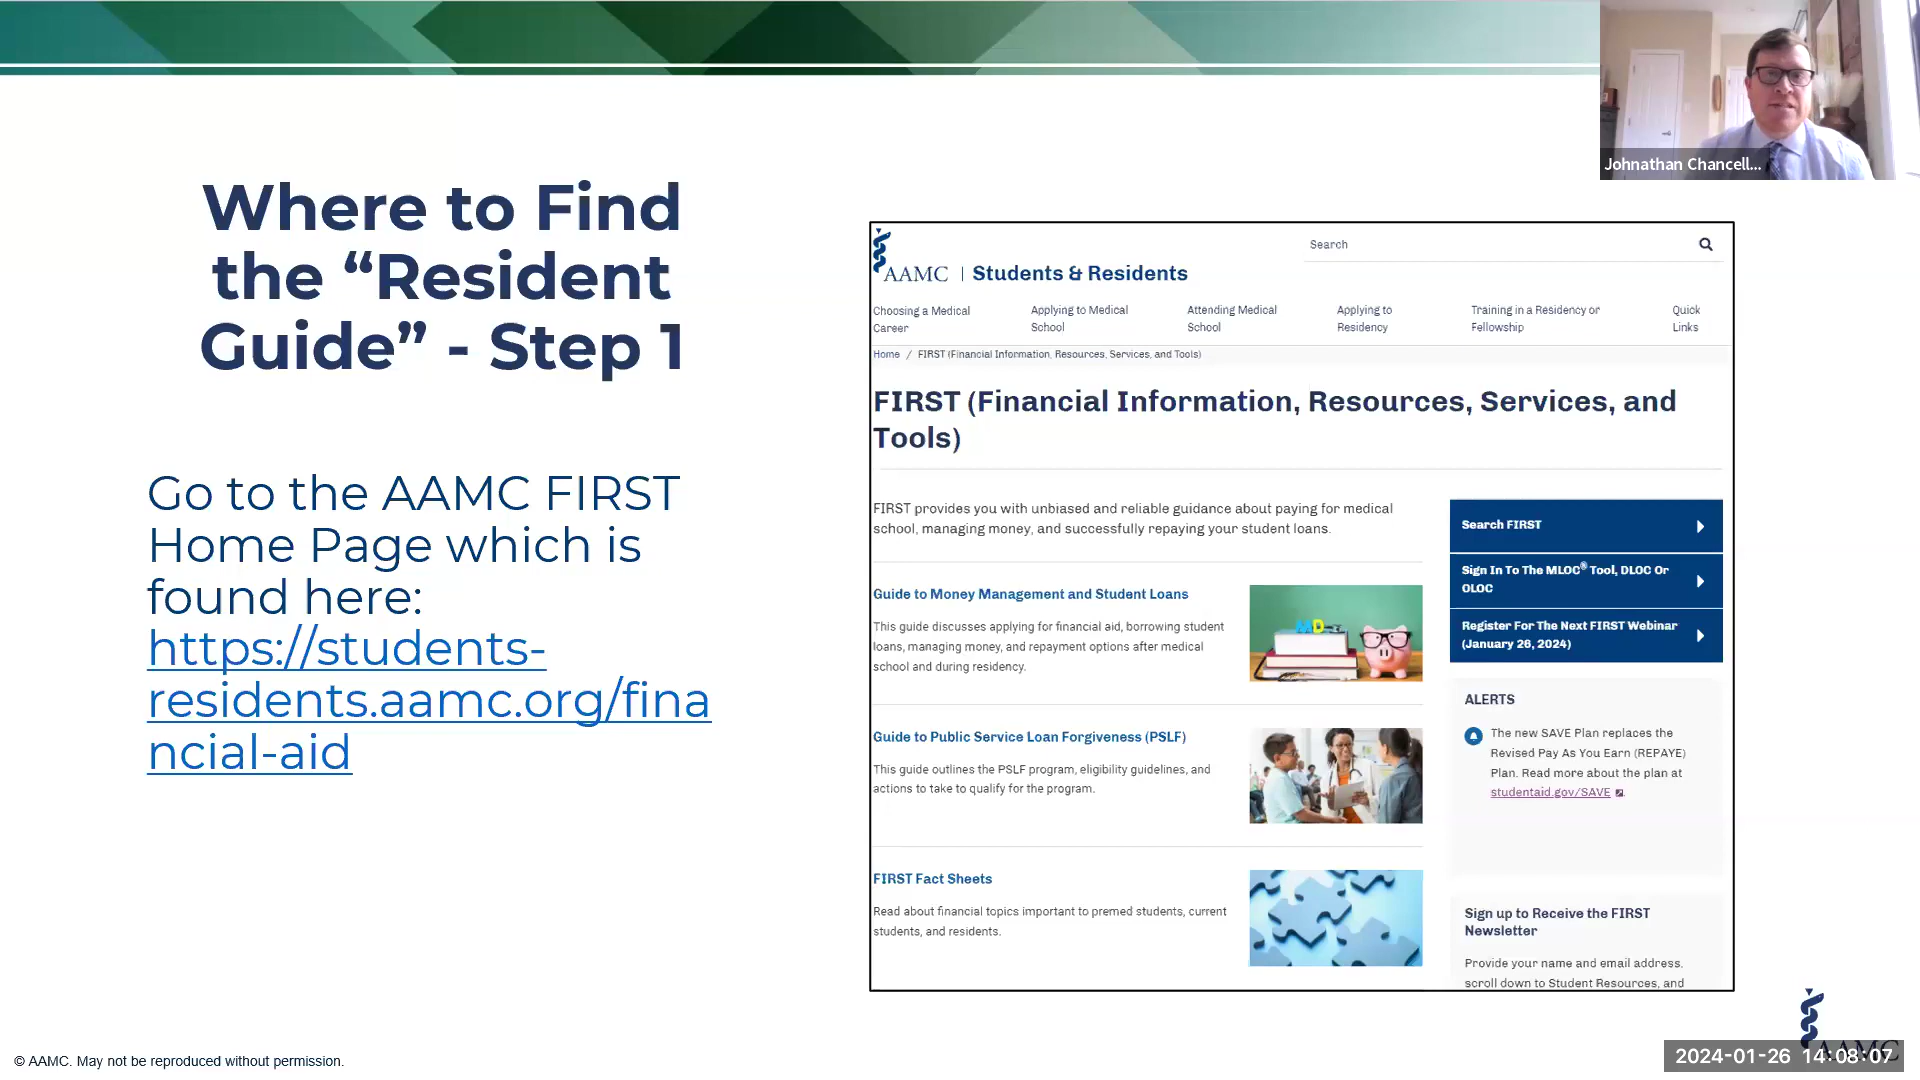 Johnathan Chancell...
Where to Find
the “Resident
Guide” - Step 1
Go to the AAMC FIRST
Home Page which is
found here:
https://students-
residents.aamc.org/fina
ncial-aid
Search
AAMC | Students & Residents
Choosing a Medical
Career
Applying to Medical
School
Attending Medical
School
Applying to
Residency
Training in a Residency or
Fellowship
Quick
Links
Home / FIRST (Financial Information, Resources, Services, and Tools)
FIRST (Financial Information, Resources, Services, and
Tools)
FIRST provides you with unbiased and reliable guidance about paying for medical
school, managing money, and successfully repaying your student loans.
Guide to Money Management and Student Loans
This guide discusses applying for financial aid, borrowing student
loans, managing money, and repayment options after medical
school and during residency.
MD
Guide to Public Service Loan Forgiveness (PSLF)
This guide outlines the PSLF program, eligibility guidelines, and
actions to take to qualify for the program.
FIRST Fact Sheets
Read about financial topics important to premed students, current
students, and residents.
Search FIRST
Sign In To The MLOC® Tool, DLOC Or
OLOC
Register For The Next FIRST Webinar
(January 26, 2024)
ALERTS
The new SAVE Plan replaces the
Revised Pay As You Earn (REPAYE)
Plan. Read more about the plan at
studentaid.gov/SAVE.
Sign up to Receive the FIRST
Newsletter
Provide your name and email address,
scroll down to Student Resources, and
© AAMC. May not be reproduced without permission.
AAMC
2024-01-26 14:08:07